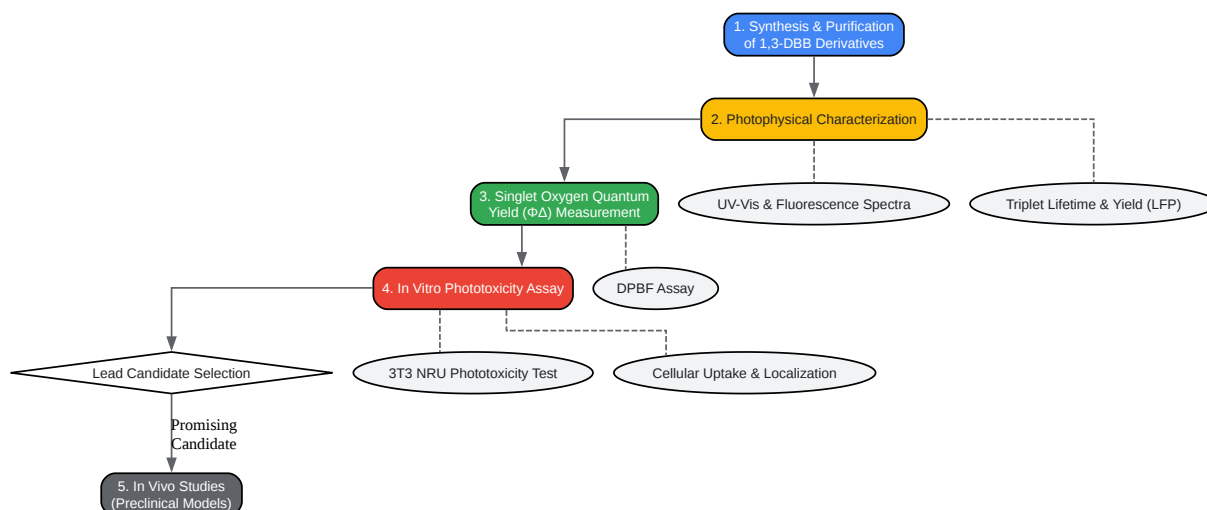 1. Synthesis & Purification
of 1,3-DBB Derivatives
2. Photophysical Characterization
3. Singlet Oxygen Quantum
Yield (ΦΔ) Measurement
UV-Vis & Fluorescence Spectra
Triplet Lifetime & Yield (LFP)
4. In Vitro Phototoxicity Assay
DPBF Assay
Lead Candidate Selection
3T3 NRU Phototoxicity Test
Cellular Uptake & Localization
Promising
Candidate
5. In Vivo Studies
(Preclinical Models)